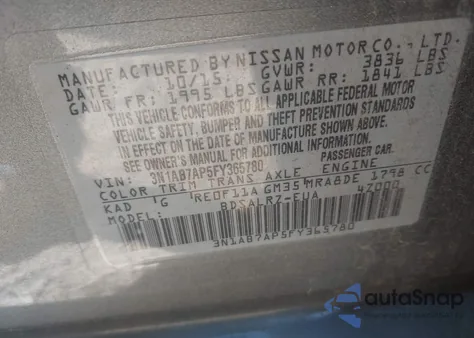 MANUFACTURED BY NISSAN MOTOR CO., LTD.
DATE: 10/15 GVWR: 3836 LBS
GAWR FR: 1995 LBS GAWR RR: 1841 LBS
THIS VEHICLE CONFORMS TO ALL APPLICABLE FEDERAL MOTOR
VEHICLE SAFETY, BUMPER AND THEFT PREVENTION STANDARDS
IN EFFECT ON THE DATE OF MANUFACTURE SHOWN ABOVE.
SEE OWNER'S MANUAL FOR ADDITIONAL INFORMATION.
VIN: 3N1AB7AP5FY365780 PASSENGER CAR
COLOR TRIM TRANS AXLE ENGINE
KAD G RE0F11A GM35 MRA8DE 1798 CC
MODEL: BDSALR7-EUA 47000
3N1AB7AP5FY365780
autoSnap